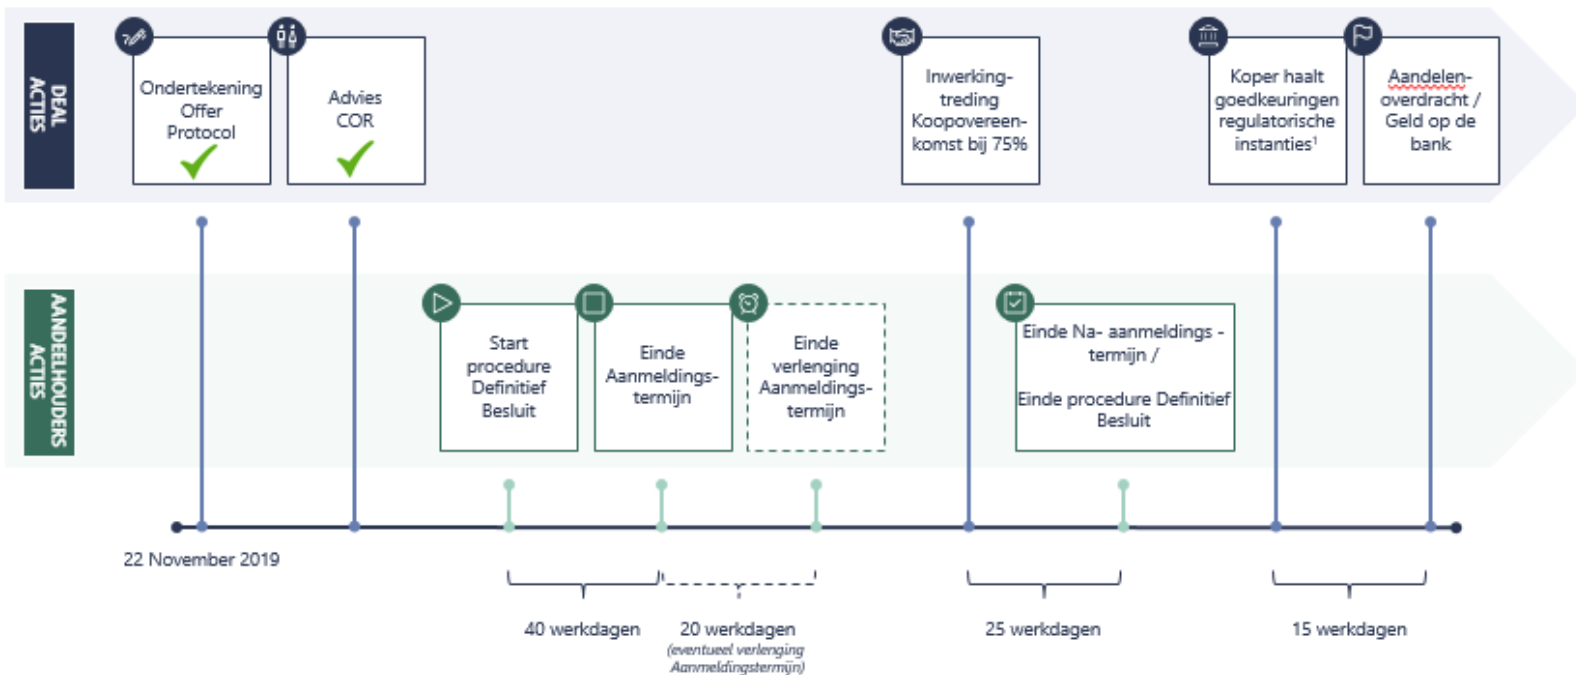 DEAL
ACTIES
Ondertekening
Offer
Protocol
Advies
COR
Inwerking-
treding
Koopovereen-
komst bij 75%
Koper haalt
goedkeuringen
regulatorische
instanties¹
Aandelen-
overdracht /
Geld op de
bank
AANDEELHOUDERS
ACTIES
Start
procedure
Definitief
Besluit
Einde
Aanmeldings-
termijn
Einde
verlenging
Aanmeldings-
termijn
Einde Na- aanmeldings -
termijn /
Einde procedure Definitief
Besluit
22 November 2019
40 werkdagen
20 werkdagen
(eventueel verlenging
Aanmeldingstermijn)
25 werkdagen
15 werkdagen